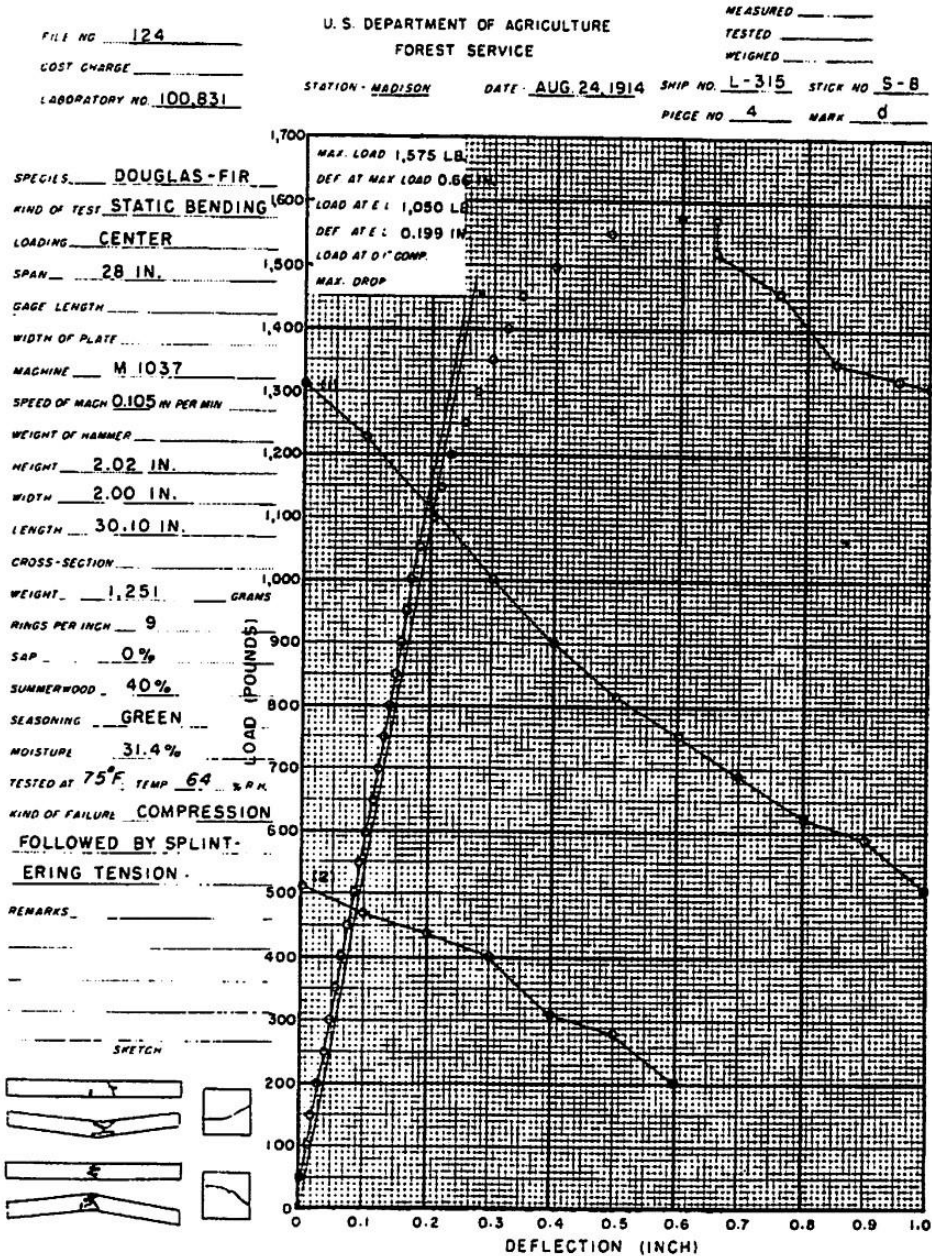 FILE NO 124
COST CHARGE
LABORATORY NO. 100,831
U. S. DEPARTMENT OF AGRICULTURE
FOREST SERVICE
STATION - MADISON DATE - AUG. 24, 1914
MEASURED
TESTED
WEIGHED
SHIP NO. L-315 STICK NO S-8
PIECE NO. 4 MARK d
SPECIES DOUGLAS-FIR
KIND OF TEST STATIC BENDING
LOADING CENTER
SPAN 28 IN.
GAGE LENGTH
WIDTH OF PLATE
MACHINE M 1037
SPEED OF MACH 0.105 IN PER MIN
WEIGHT OF HAMMER
HEIGHT 2.02 IN.
WIDTH 2.00 IN.
LENGTH 30.10 IN.
CROSS-SECTION
WEIGHT 1,251 GRAMS
RINGS PER INCH 9
SAP 0%
SUMMERWOOD 40%
SEASONING GREEN
MOISTURE 31.4%
TESTED AT 75°F. TEMP 64 % R.H.
KIND OF FAILURE COMPRESSION
FOLLOWED BY SPLINT-
ERING TENSION.
REMARKS
SKETCH
MAX. LOAD 1,575 LB.
DEF AT MAX LOAD 0.66 IN.
LOAD AT E L 1,050 LB
DEF AT E L 0.199 IN
LOAD AT 0.1" COMP.
MAX. DROP
1,700
1,600
1,500
1,400
1,300
1,200
1,100
1,000
900
800
700
600
500
400
300
200
100
0
LOAD (POUNDS)
(1)
(2)
0 0.1 0.2 0.3 0.4 0.5 0.6 0.7 0.8 0.9 1.0
DEFLECTION (INCH)